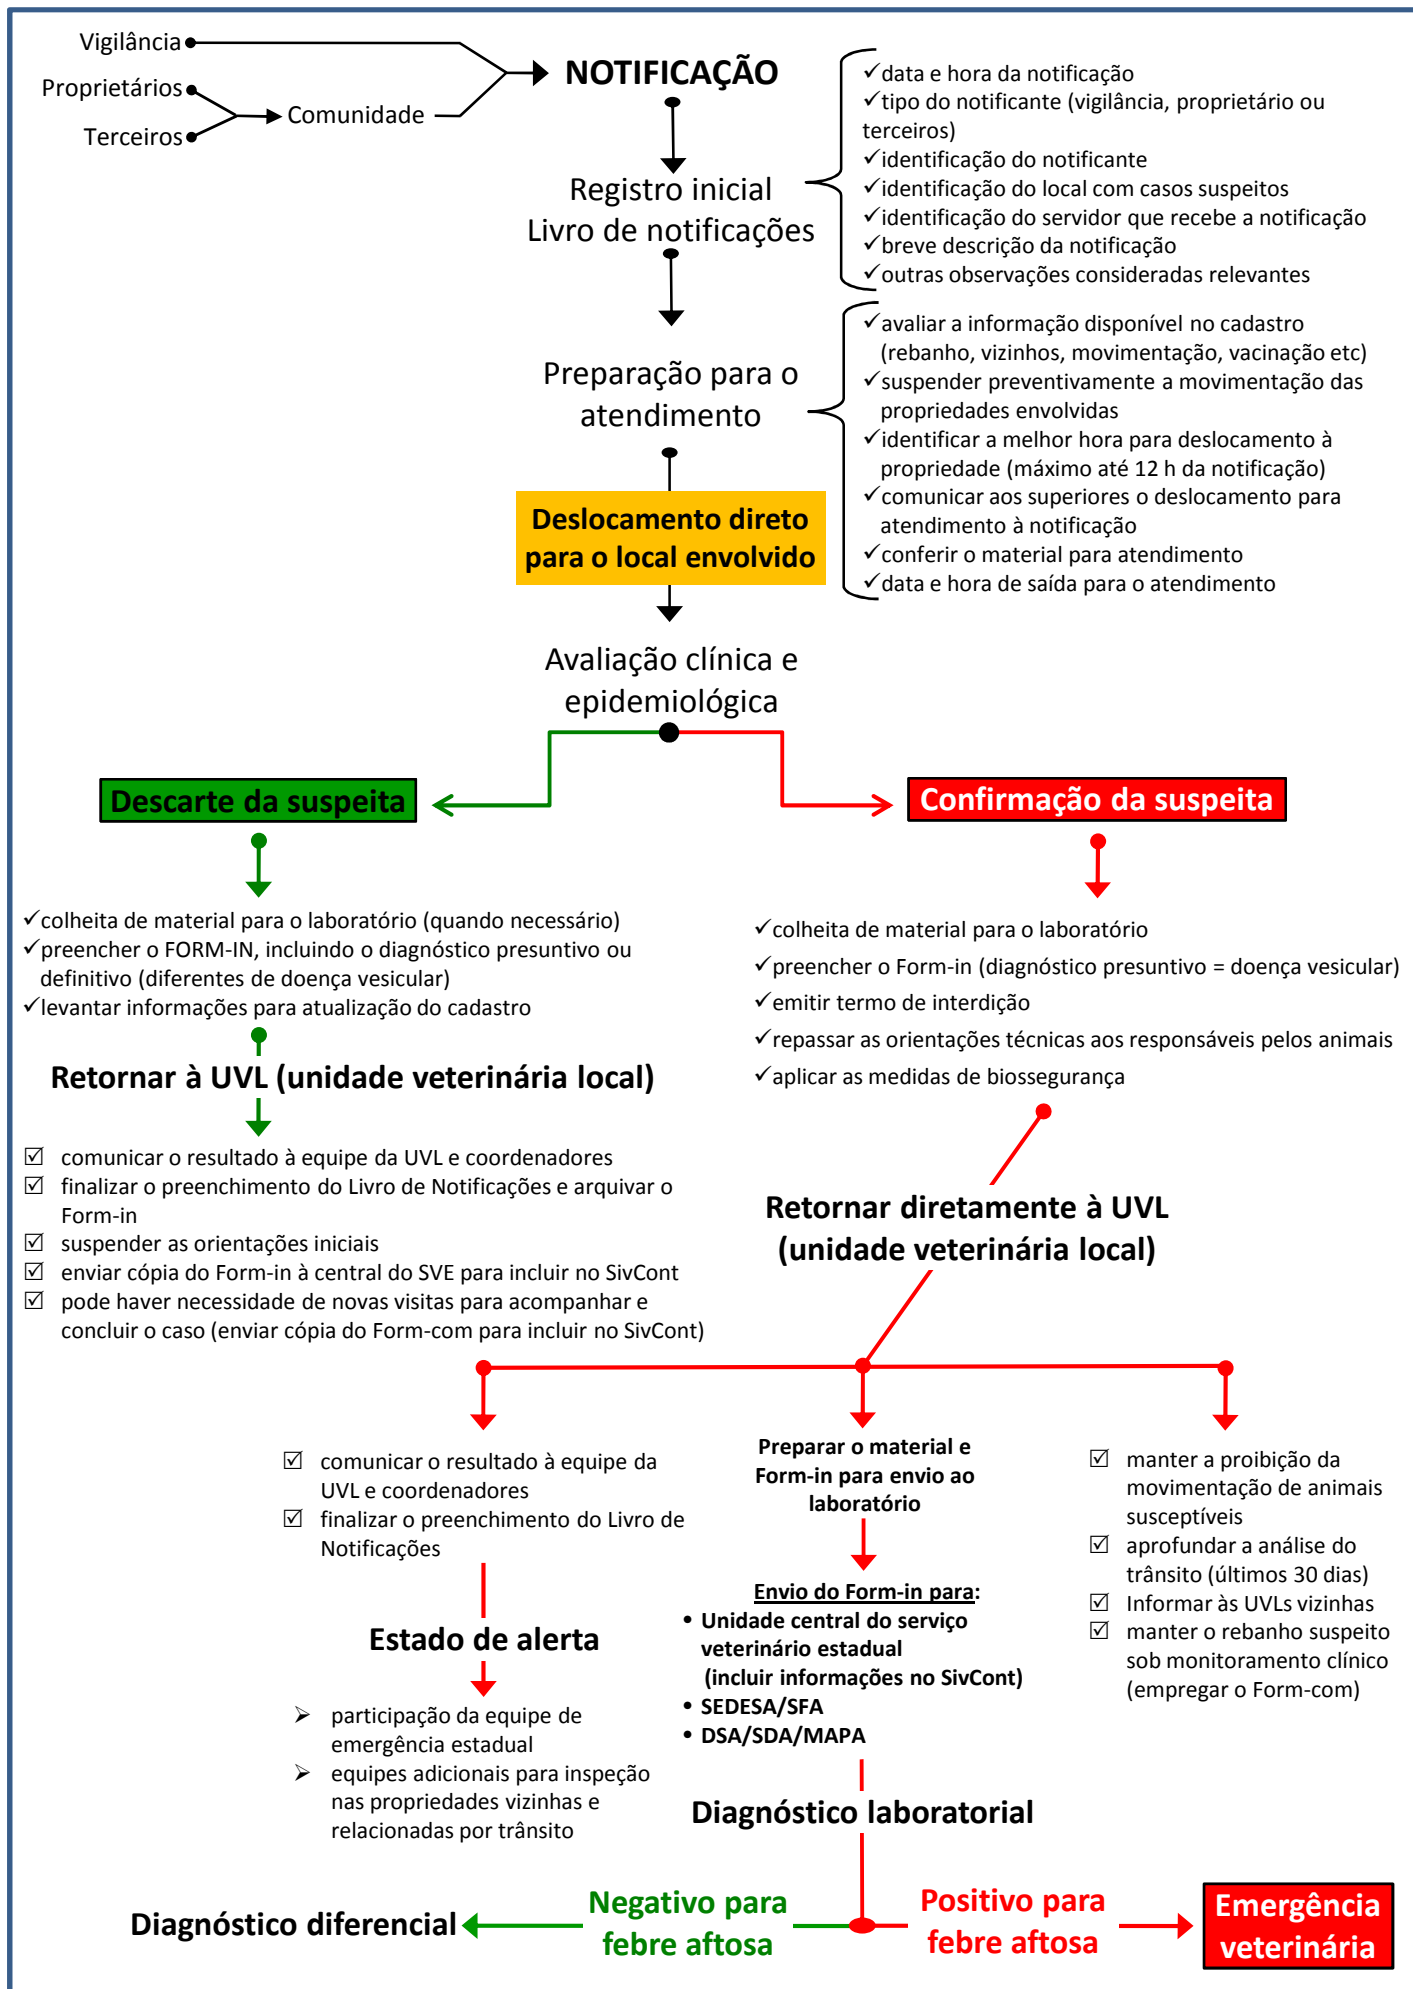 Vigilância
Proprietários
Terceiros
Comunidade
NOTIFICAÇÃO
✓data e hora da notificação
✓tipo do notificante (vigilância, proprietário ou
terceiros)
✓identificação do notificante
✓identificação do local com casos suspeitos
✓identificação do servidor que recebe a notificação
✓breve descrição da notificação
✓outras observações consideradas relevantes
Registro inicial
Livro de notificações
✓avaliar a informação disponível no cadastro
(rebanho, vizinhos, movimentação, vacinação etc)
✓suspender preventivamente a movimentação das
propriedades envolvidas
✓identificar a melhor hora para deslocamento à
propriedade (máximo até 12 h da notificação)
✓comunicar aos superiores o deslocamento para
atendimento à notificação
✓conferir o material para atendimento
✓data e hora de saída para o atendimento
Preparação para o
atendimento
Deslocamento direto
para o local envolvido
Avaliação clínica e
epidemiológica
Descarte da suspeita
✓colheita de material para o laboratório (quando necessário)
✓preencher o FORM-IN, incluindo o diagnóstico presuntivo ou
definitivo (diferentes de doença vesicular)
✓levantar informações para atualização do cadastro
Retornar à UVL (unidade veterinária local)
☑ comunicar o resultado à equipe da UVL e coordenadores
☑ finalizar o preenchimento do Livro de Notificações e arquivar o
Form-in
☑ suspender as orientações iniciais
☑ enviar cópia do Form-in à central do SVE para incluir no SivCont
☑ pode haver necessidade de novas visitas para acompanhar e
concluir o caso (enviar cópia do Form-com para incluir no SivCont)
Confirmação da suspeita
✓colheita de material para o laboratório
✓preencher o Form-in (diagnóstico presuntivo = doença vesicular)
✓emitir termo de interdição
✓repassar as orientações técnicas aos responsáveis pelos animais
✓aplicar as medidas de biossegurança
Retornar diretamente à UVL
(unidade veterinária local)
☑ comunicar o resultado à equipe da
UVL e coordenadores
☑ finalizar o preenchimento do Livro de
Notificações
Estado de alerta
➢ participação da equipe de
emergência estadual
➢ equipes adicionais para inspeção
nas propriedades vizinhas e
relacionadas por trânsito
Preparar o material e
Form-in para envio ao
laboratório
Envio do Form-in para:
• Unidade central do serviço
veterinário estadual
(incluir informações no SivCont)
• SEDESA/SFA
• DSA/SDA/MAPA
☑ manter a proibição da
movimentação de animais
susceptíveis
☑ aprofundar a análise do
trânsito (últimos 30 dias)
☑ Informar às UVLs vizinhas
☑ manter o rebanho suspeito
sob monitoramento clínico
(empregar o Form-com)
Diagnóstico laboratorial
Diagnóstico diferencial
Negativo para
febre aftosa
Positivo para
febre aftosa
Emergência
veterinária